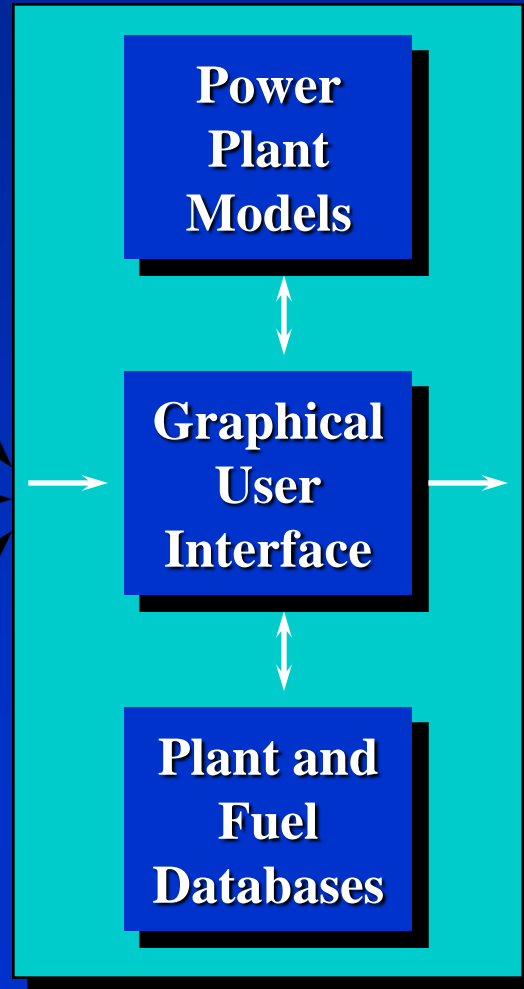 Power
Plant
Models
Graphical
User
Interface
Plant and
Fuel
Databases